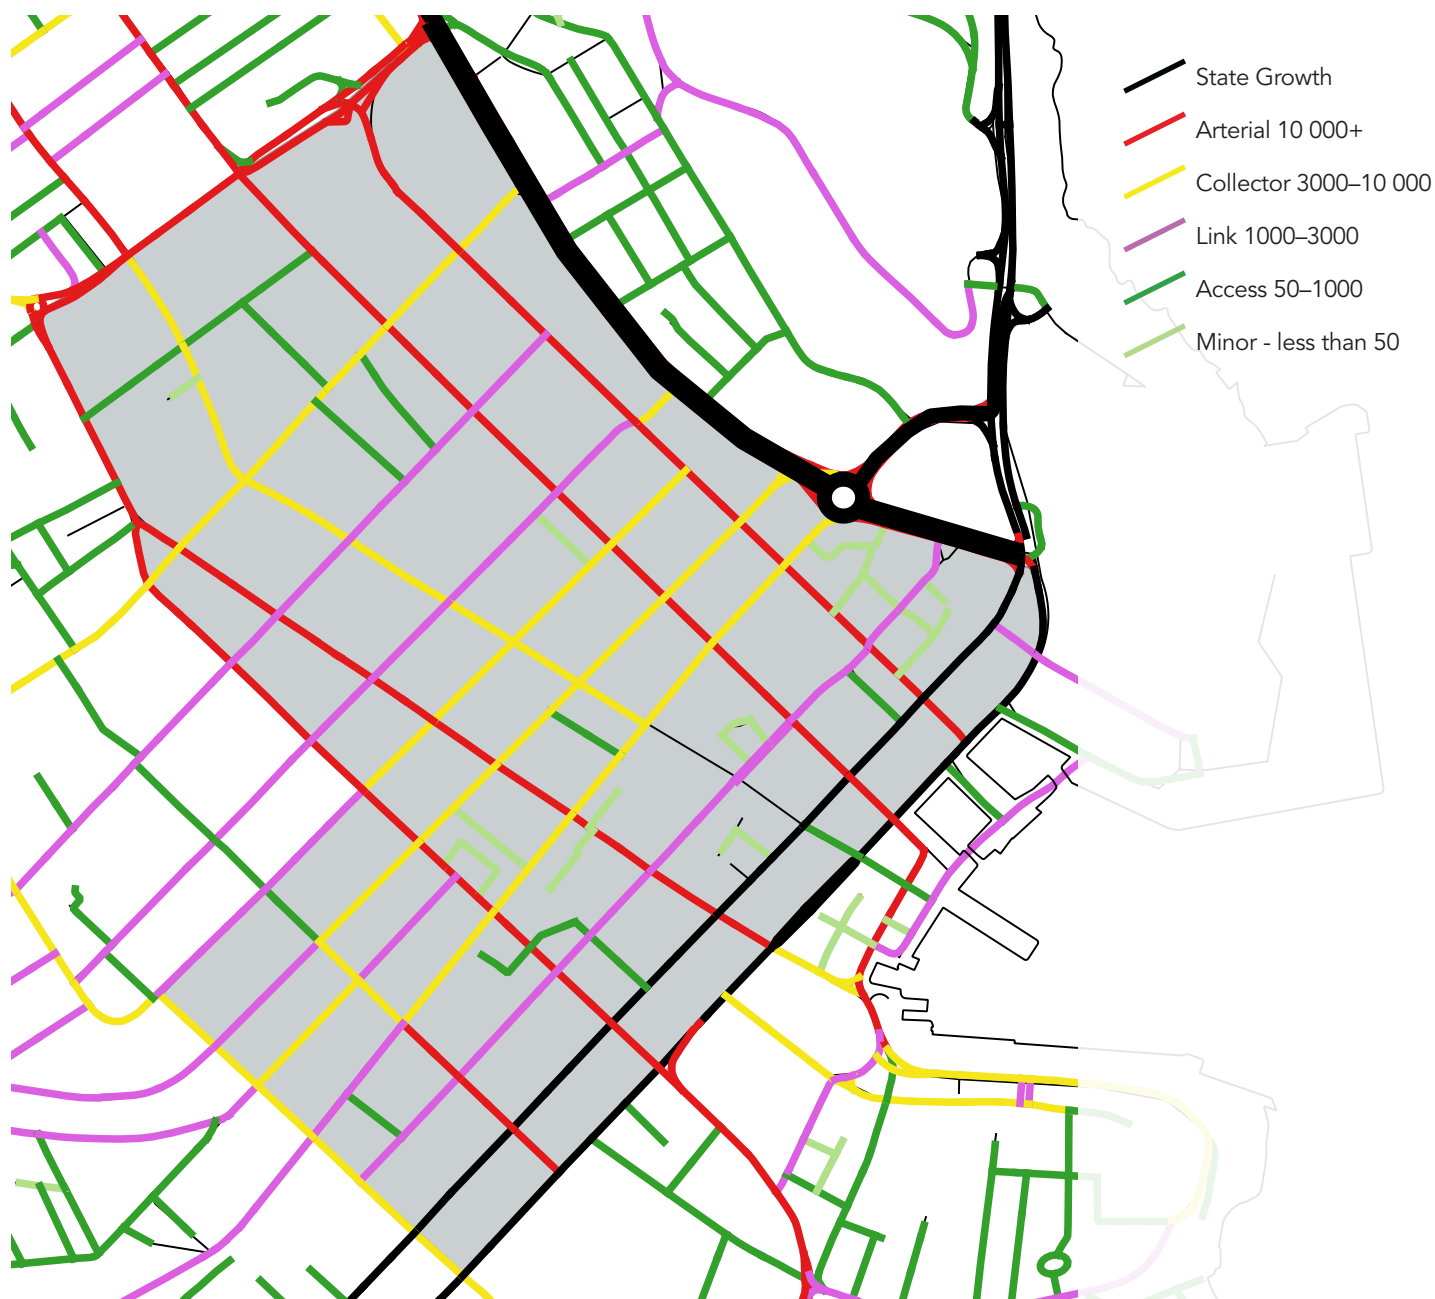 State Growth
Arterial 10 000+
Collector 3000–10 000
Link 1000–3000
Access 50–1000
Minor - less than 50